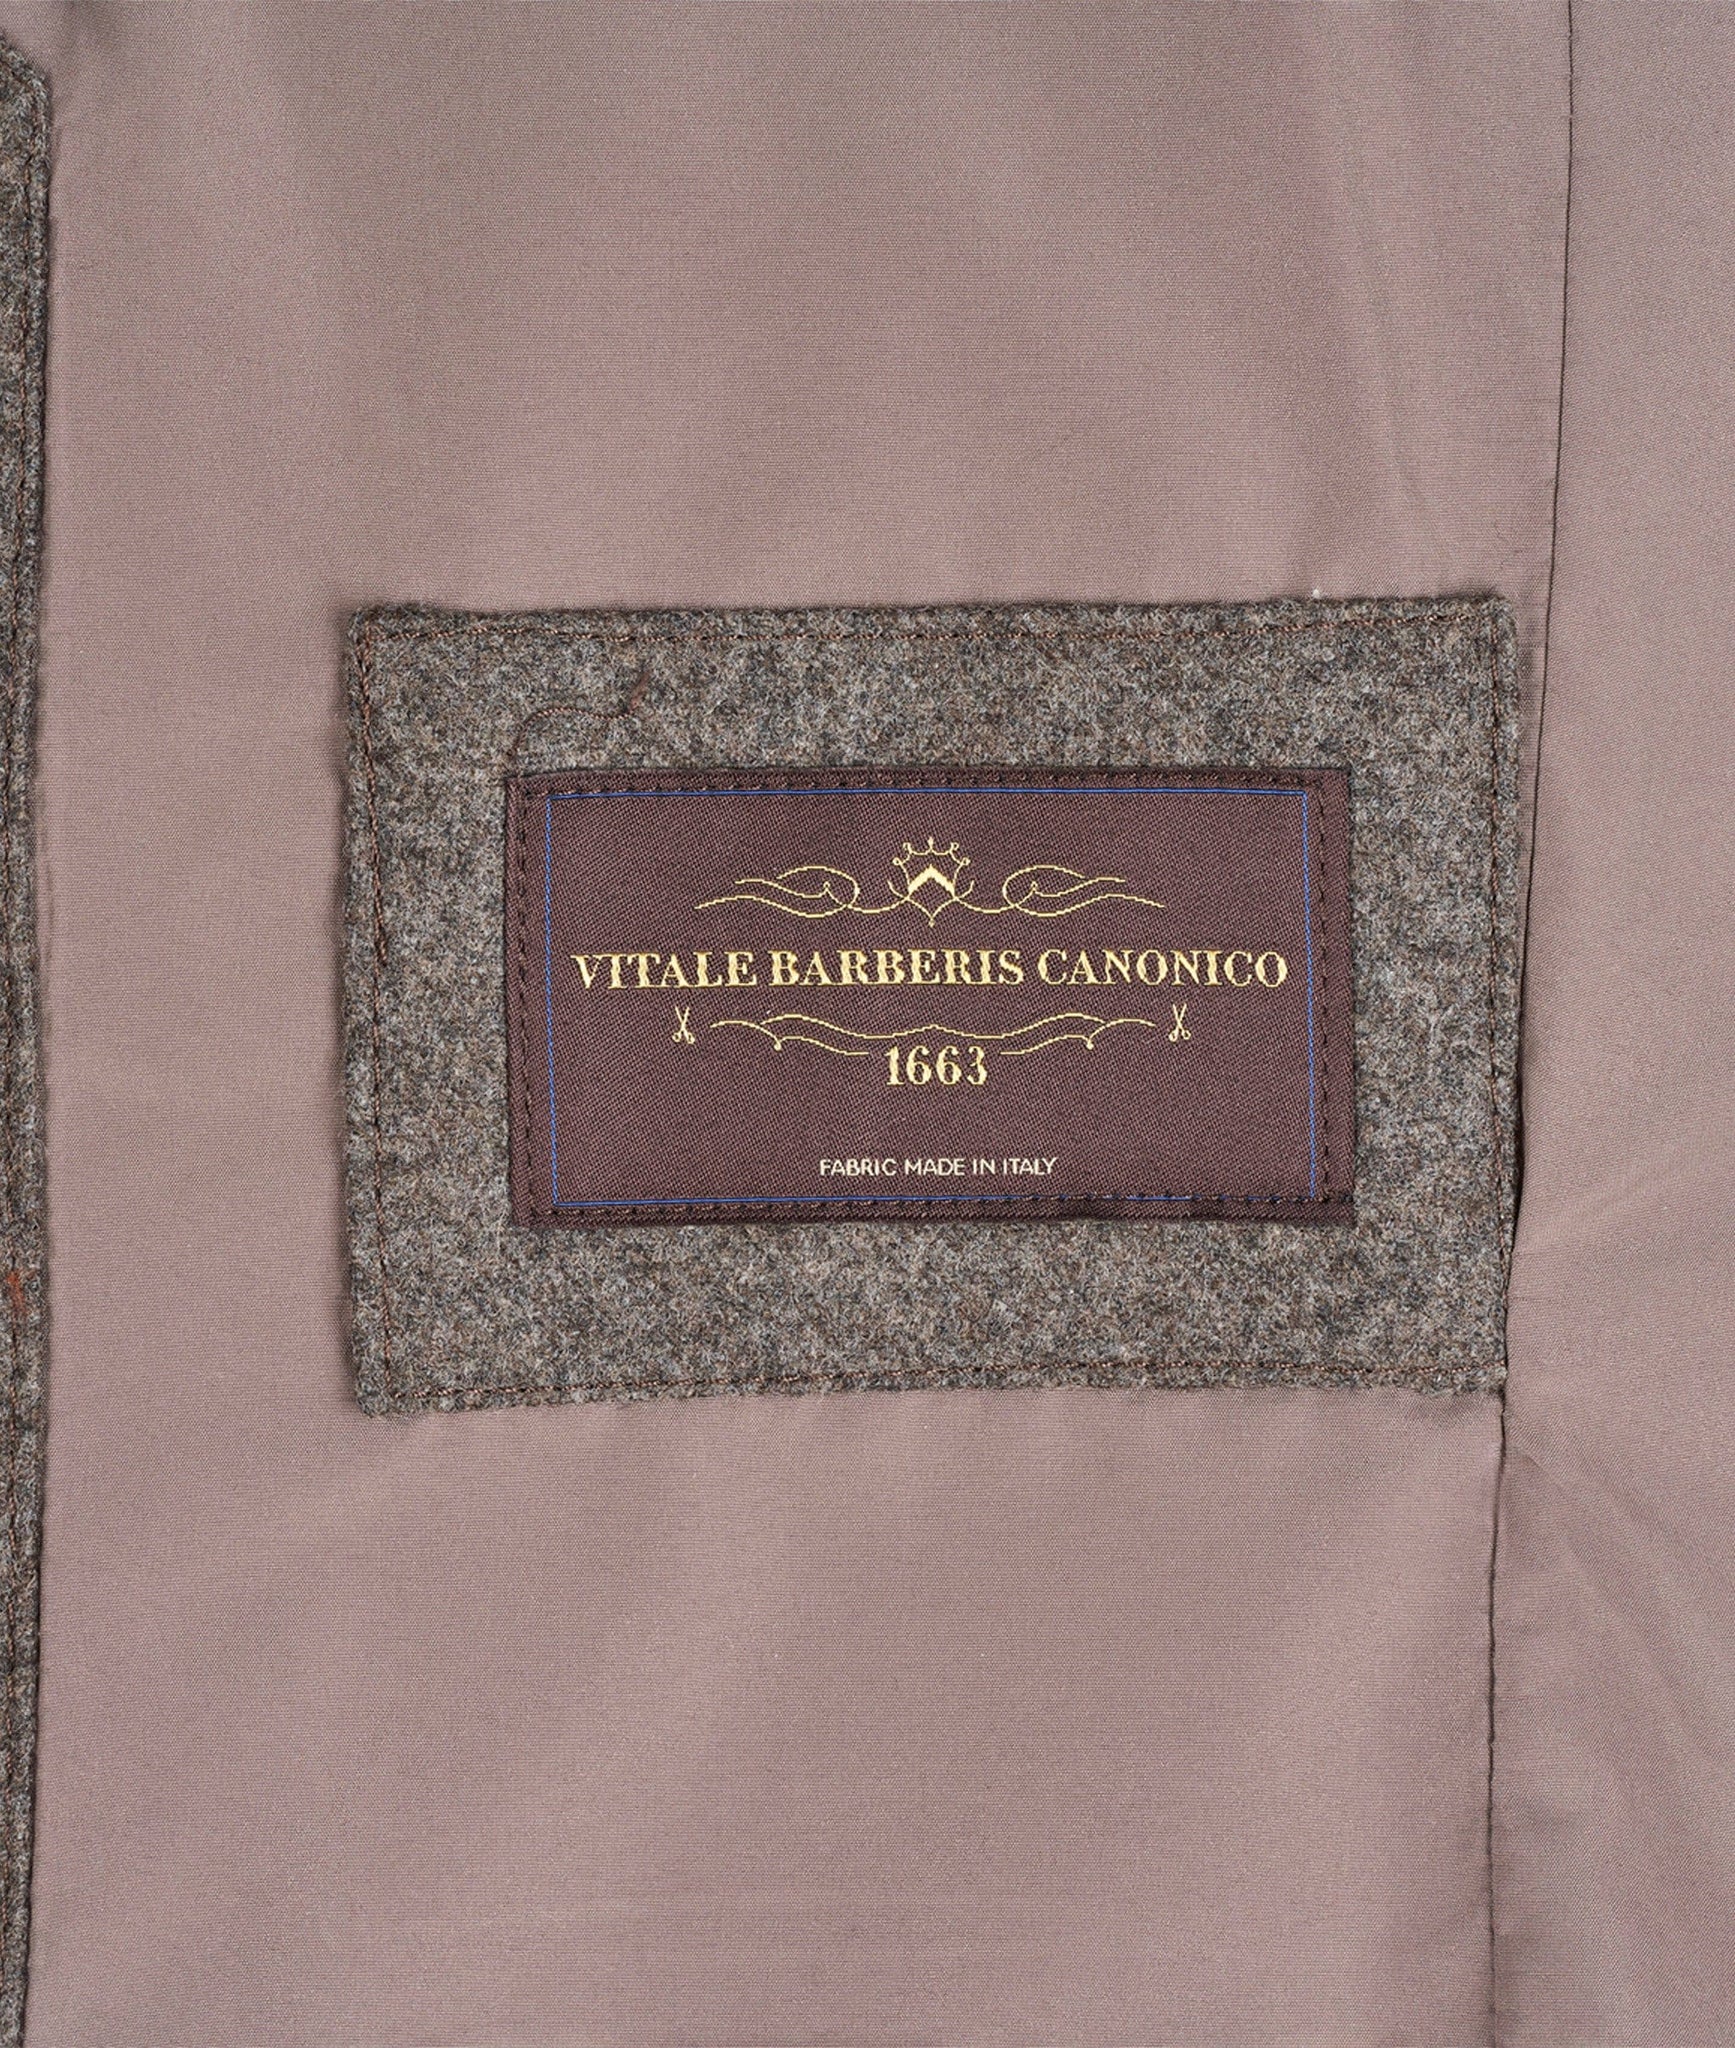 VITALE BARBERIS CANONICO
1663
FABRIC MADE IN ITALY